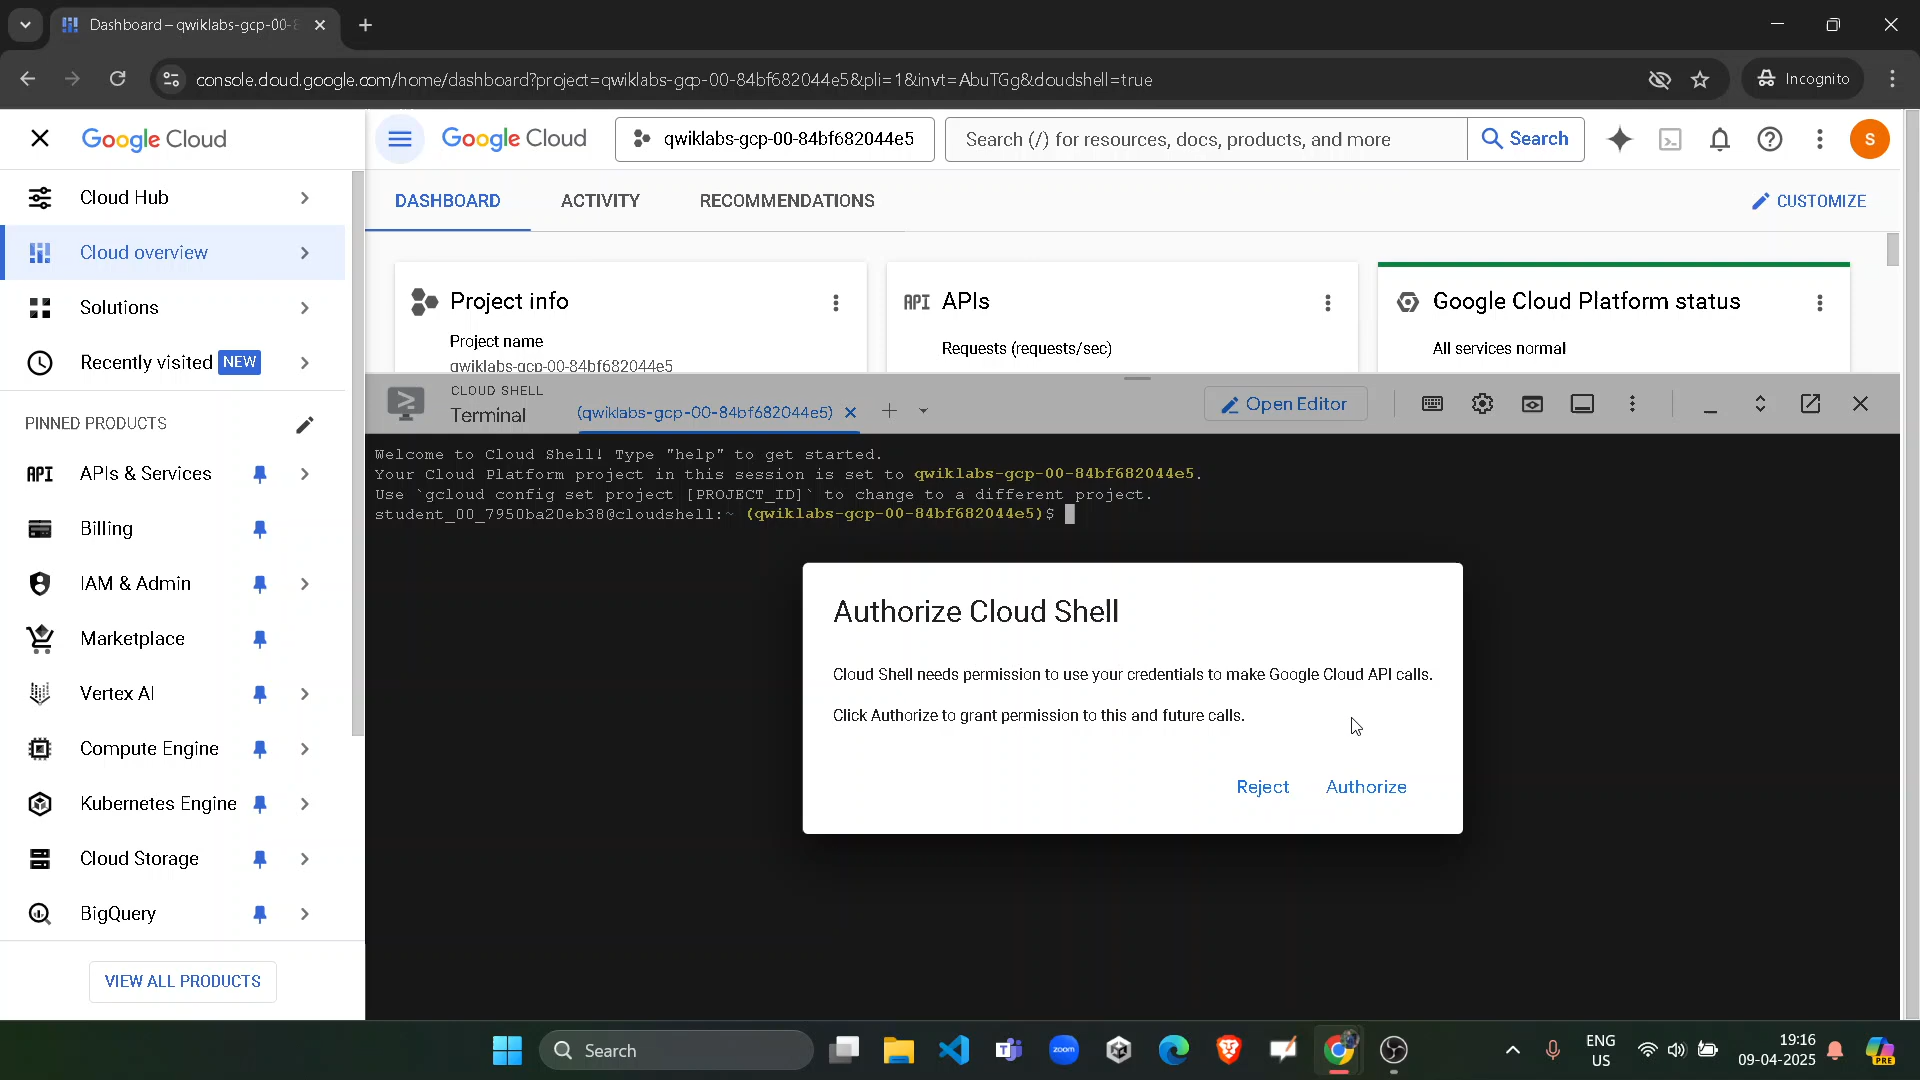 Dashboard – qwiklabs-gcp-00-8
console.cloud.google.com/home/dashboard?project=qwiklabs-gcp-00-84bf682044e5&pli=1&invt=AbuTGg&cloudshell=true
Incognito
Google Cloud
Google Cloud
qwiklabs-gcp-00-84bf682044e5
Search (/) for resources, docs, products, and more
Search
S
Cloud Hub
Cloud overview
Solutions
Recently visited NEW
PINNED PRODUCTS
API APIs & Services
Billing
IAM & Admin
Marketplace
Vertex AI
Compute Engine
Kubernetes Engine
Cloud Storage
BigQuery
VIEW ALL PRODUCTS
DASHBOARD
ACTIVITY
RECOMMENDATIONS
CUSTOMIZE
Project info
Project name
qwiklabs-gcp-00-84bf682044e5
API APIs
Requests (requests/sec)
Google Cloud Platform status
All services normal
CLOUD SHELL
Terminal
(qwiklabs-gcp-00-84bf682044e5)
Open Editor
Welcome to Cloud Shell! Type "help" to get started.
Your Cloud Platform project in this session is set to qwiklabs-gcp-00-84bf682044e5.
Use `gcloud config set project [PROJECT_ID]` to change to a different project.
student_00_7950ba20eb38@cloudshell:~ (qwiklabs-gcp-00-84bf682044e5)$
Authorize Cloud Shell
Cloud Shell needs permission to use your credentials to make Google Cloud API calls.
Click Authorize to grant permission to this and future calls.
Reject
Authorize
Search
zoom
ENG
US
19:16
09-04-2025
PRE